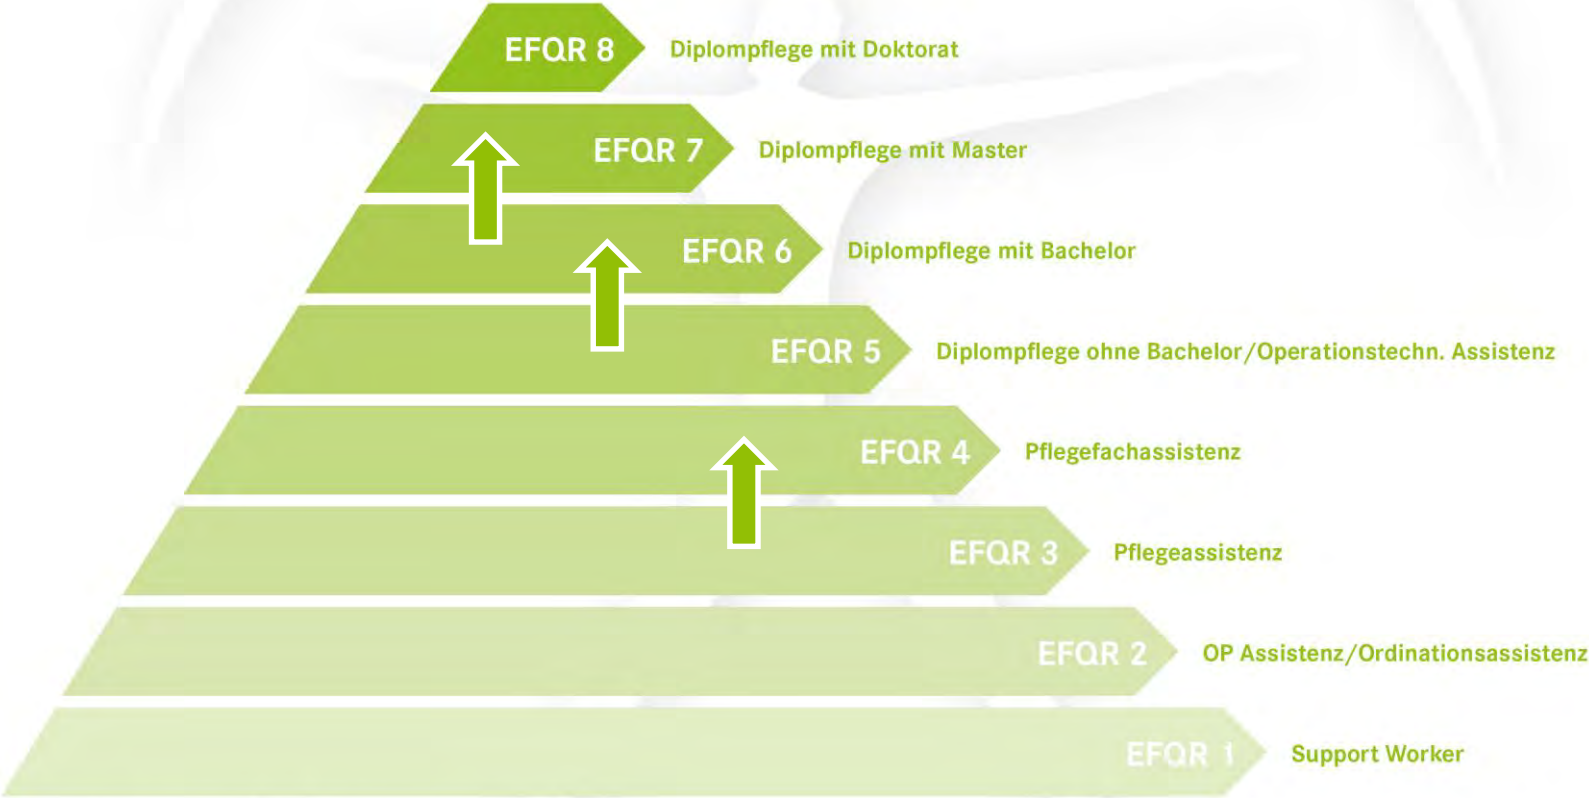 EFQR 8 Diplompflege mit Doktorat
EFQR 7 Diplompflege mit Master
EFQR 6 Diplompflege mit Bachelor
EFQR 5 Diplompflege ohne Bachelor/Operationstechn. Assistenz
EFQR 4 Pflegefachassistenz
EFQR 3 Pflegeassistenz
EFQR 2 OP Assistenz/Ordinationsassistenz
EFQR 1 Support Worker